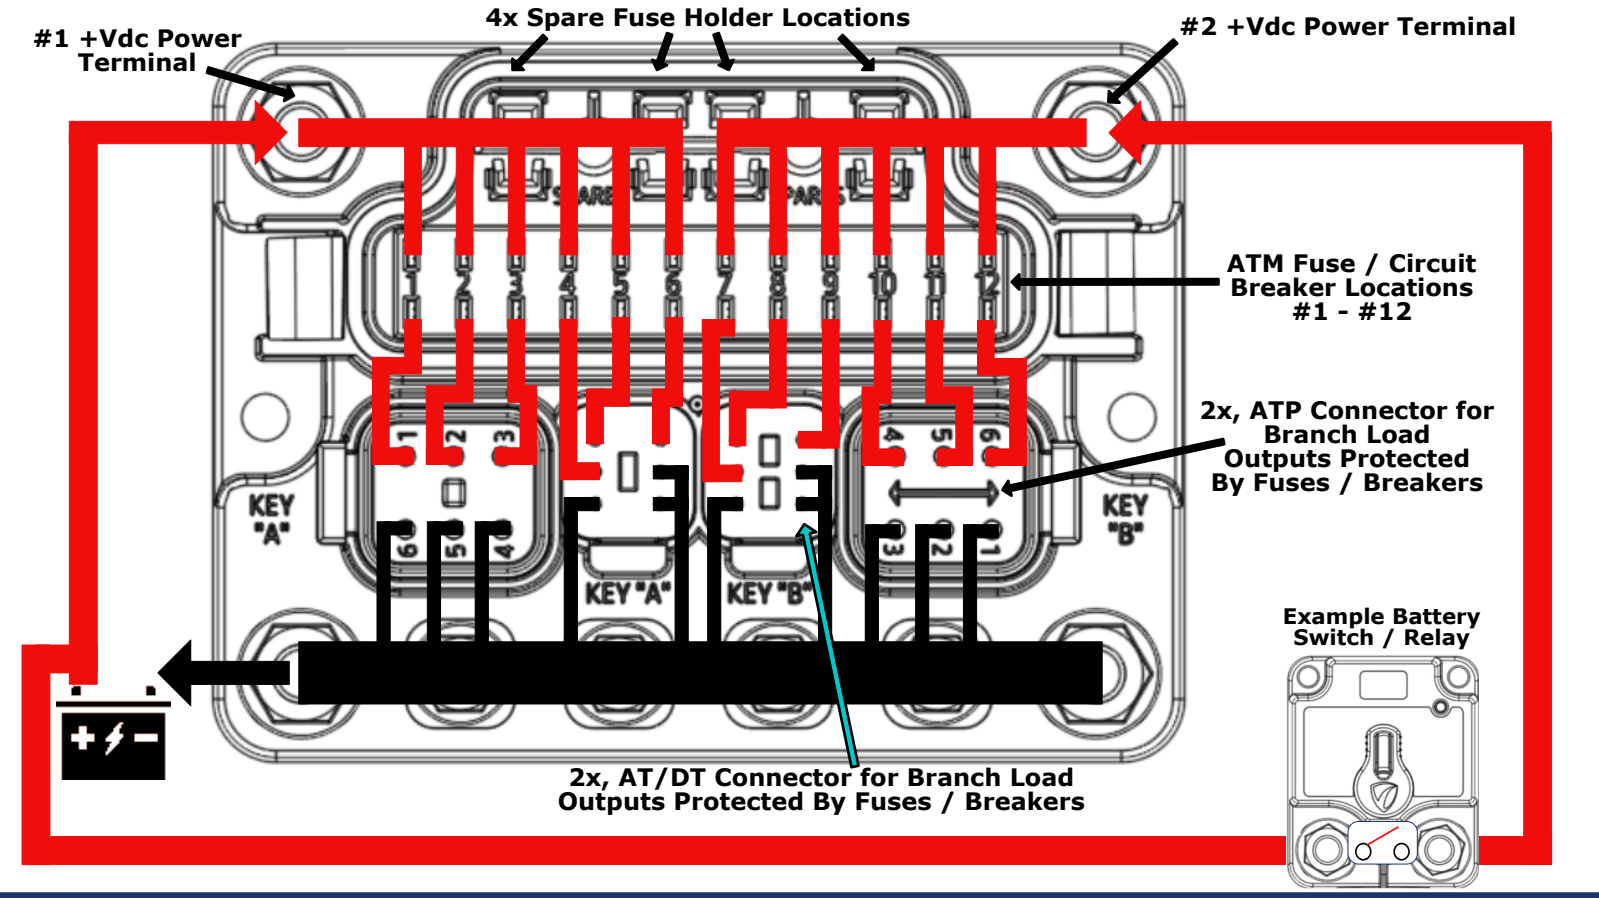 4x Spare Fuse Holder Locations
#1 +Vdc Power
Terminal
#2 +Vdc Power Terminal
SPARE
PARTS
1 2 3 4 5 6 7 8 9 10 11 12
ATM Fuse / Circuit
Breaker Locations
#1 - #12
2x, ATP Connector for
Branch Load
Outputs Protected
By Fuses / Breakers
1 2 3
4 5 6
KEY
"A"
KEY
"B"
6 5 4
3 2 1
KEY "A"
KEY "B"
Example Battery
Switch / Relay
2x, AT/DT Connector for Branch Load
Outputs Protected By Fuses / Breakers